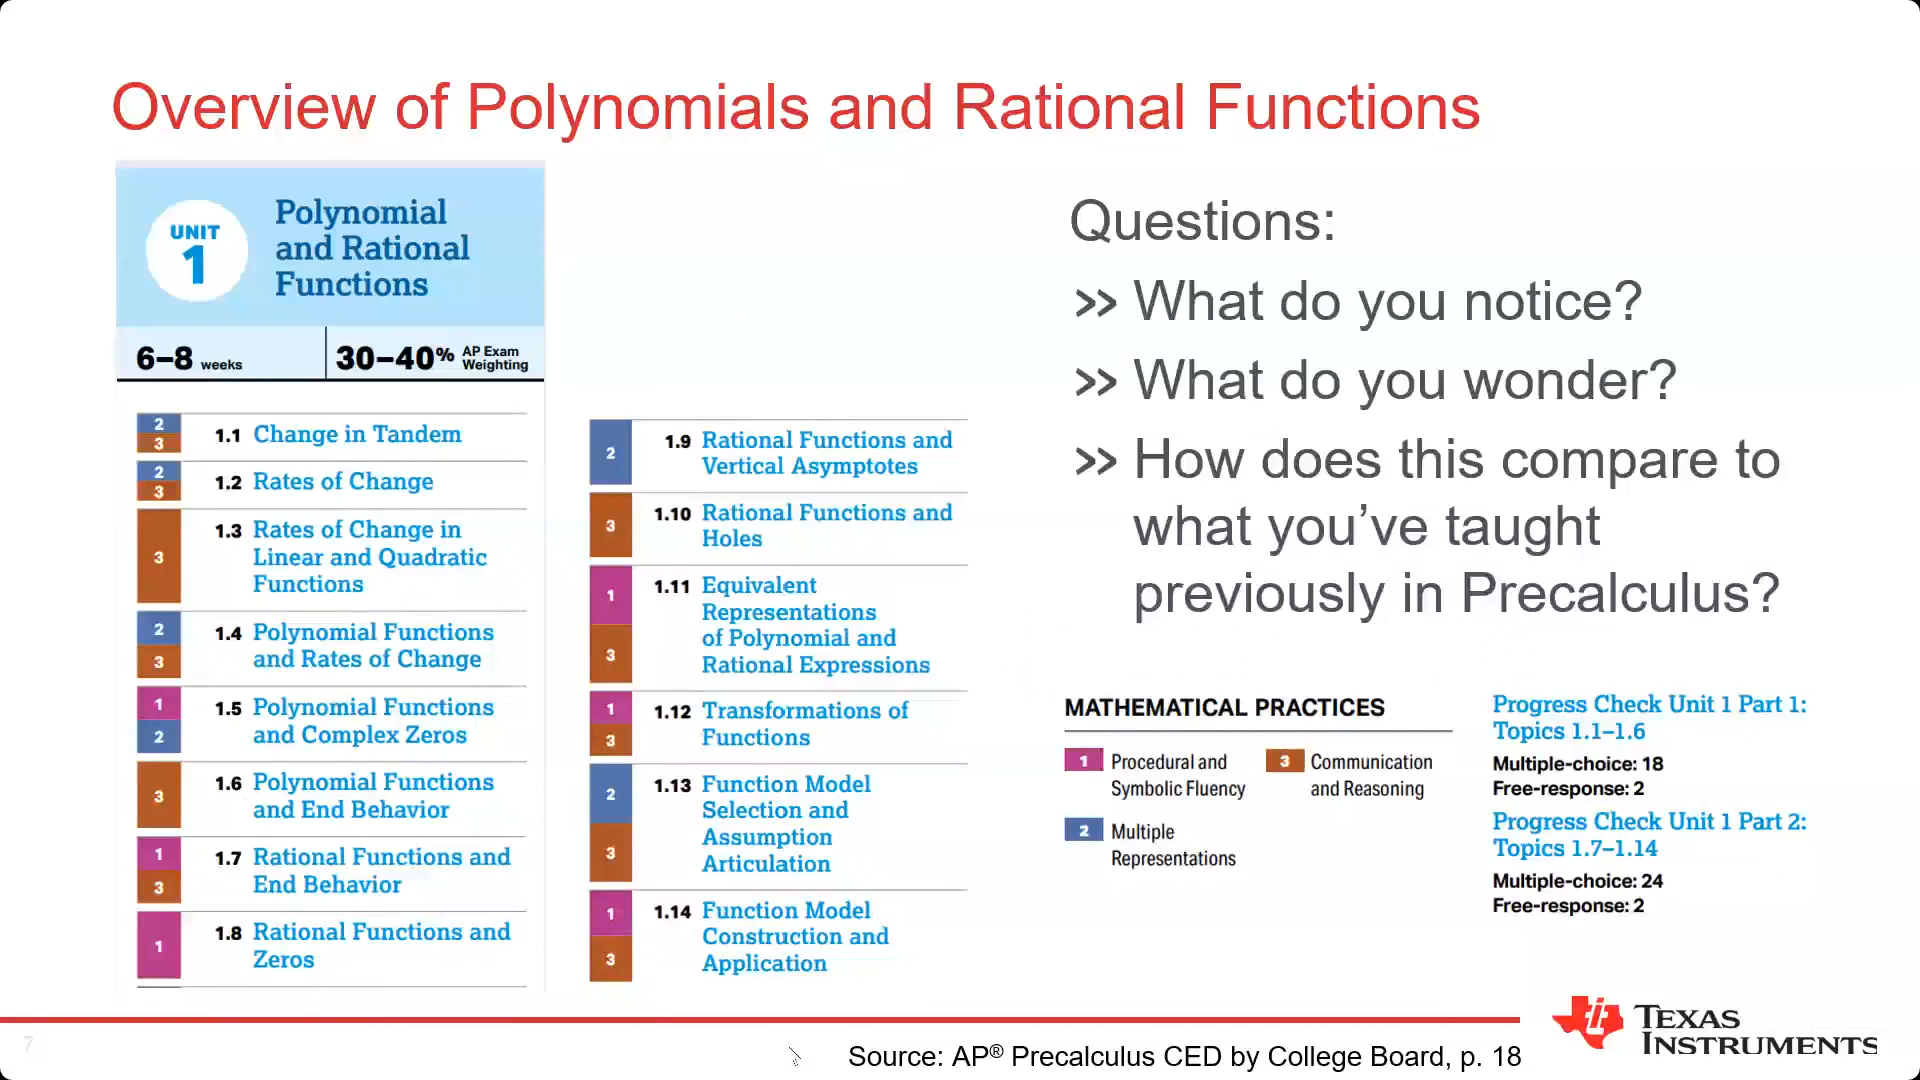 Overview of Polynomials and Rational Functions
UNIT
1
Polynomial
and Rational
Functions
6–8 weeks
30–40% AP Exam
Weighting
2
3
1.1 Change in Tandem
2
3
1.2 Rates of Change
3
1.3 Rates of Change in
Linear and Quadratic
Functions
2
3
1.4 Polynomial Functions
and Rates of Change
1
2
1.5 Polynomial Functions
and Complex Zeros
3
1.6 Polynomial Functions
and End Behavior
1
3
1.7 Rational Functions and
End Behavior
1
1.8 Rational Functions and
Zeros
2
1.9 Rational Functions and
Vertical Asymptotes
3
1.10 Rational Functions and
Holes
1
3
1.11 Equivalent
Representations
of Polynomial and
Rational Expressions
1
3
1.12 Transformations of
Functions
2
3
1.13 Function Model
Selection and
Assumption
Articulation
1
3
1.14 Function Model
Construction and
Application
Questions:
>> What do you notice?
>> What do you wonder?
>> How does this compare to
what you’ve taught
previously in Precalculus?
MATHEMATICAL PRACTICES
1 Procedural and
Symbolic Fluency
3 Communication
and Reasoning
2 Multiple
Representations
Progress Check Unit 1 Part 1:
Topics 1.1–1.6
Multiple-choice: 18
Free-response: 2
Progress Check Unit 1 Part 2:
Topics 1.7–1.14
Multiple-choice: 24
Free-response: 2
7
Source: AP® Precalculus CED by College Board, p. 18
TEXAS
INSTRUMENTS